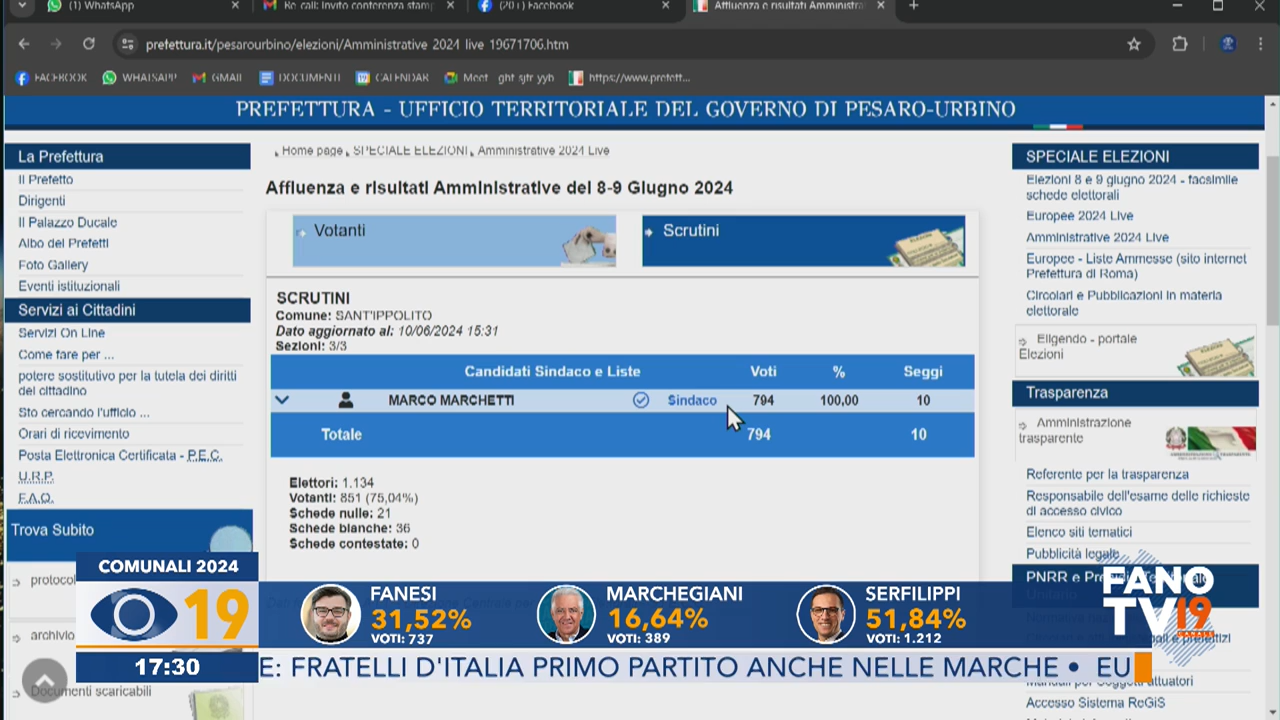 (1) WhatsApp
Re call: Invito conferenza stamp
(20+) Facebook
Affluenza e risultati Amministra
prefettura.it/pesarourbino/elezioni/Amministrative 2024 live 19671706.htm
FACEBOOK
WHATSAPP
GMAIL
DOCUMENTI
CALENDAR
Meet
https://www.prefett...
PREFETTURA - UFFICIO TERRITORIALE DEL GOVERNO DI PESARO-URBINO
La Prefettura
Il Prefetto
Dirigenti
Il Palazzo Ducale
Albo dei Prefetti
Foto Gallery
Eventi istituzionali
Servizi ai Cittadini
Servizi On Line
Come fare per ...
potere sostitutivo per la tutela dei diritti
del cittadino
Sto cercando l'ufficio ...
Orari di ricevimento
Posta Elettronica Certificata - P.E.C.
U.R.P.
F.A.Q.
Trova Subito
protocol
archivio
Documenti scaricabili
Home page
SPECIALE ELEZIONI
Amministrative 2024 Live
Affluenza e risultati Amministrative del 8-9 Giugno 2024
Votanti
Scrutini
SCRUTINI
Comune: SANT'IPPOLITO
Dato aggiornato al: 10/06/2024 15:31
Sezioni: 3/3
Candidati Sindaco e Liste Voti % Seggi
MARCO MARCHETTI Sindaco 794 100,00 10
Totale 794 10
Elettori: 1.134
Votanti: 851 (75,04%)
Schede nulle: 21
Schede bianche: 36
Schede contestate: 0
SPECIALE ELEZIONI
Elezioni 8 e 9 giugno 2024 - facsimile
schede elettorali
Europee 2024 Live
Amministrative 2024 Live
Europee - Liste Ammesse (sito internet
Prefettura di Roma)
Circolari e Pubblicazioni in materia
elettorale
Eligendo - portale
Elezioni
Trasparenza
Amministrazione
trasparente
Referente per la trasparenza
Responsabile dell'esame delle richieste
di accesso civico
Elenco siti tematici
Pubblicità legale
PNRR e
Manuali per Soggetti attuatori
Accesso Sistema ReGiS
COMUNALI 2024
19
17:30
FANESI
31,52%
VOTI: 737
MARCHEGIANI
16,64%
VOTI: 389
SERFILIPPI
51,84%
VOTI: 1.212
FANO
TV19
CANALE
E: FRATELLI D'ITALIA PRIMO PARTITO ANCHE NELLE MARCHE • EU